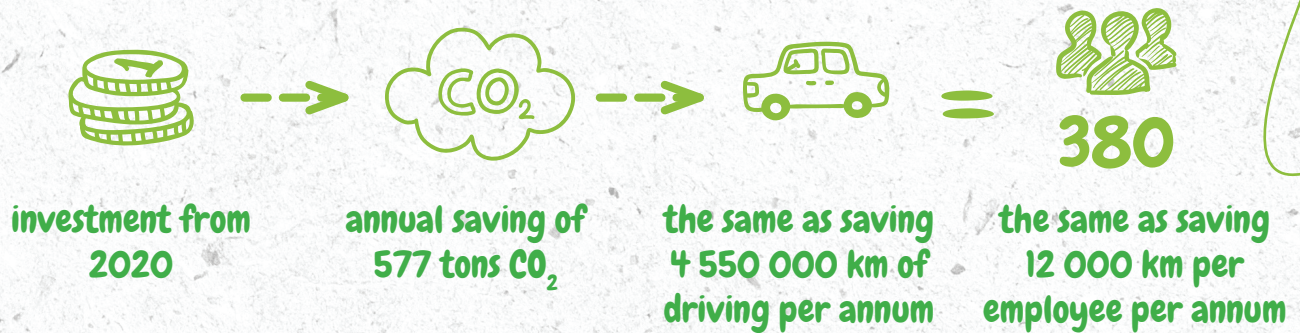 CO2
380
investment from
2020
annual saving of
577 tons CO2
the same as saving
4 550 000 km of
driving per annum
the same as saving
12 000 km per
employee per annum